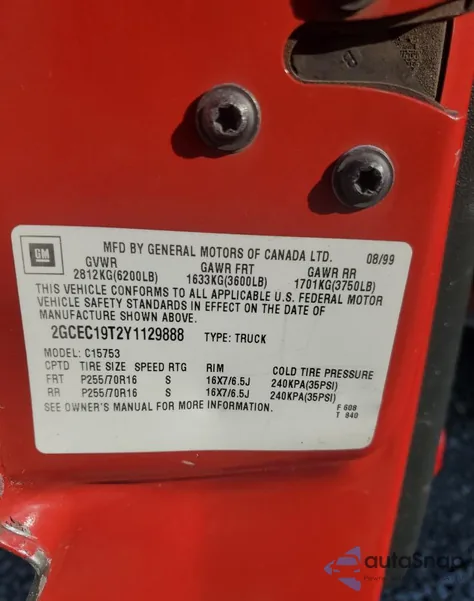 B
GM
MFD BY GENERAL MOTORS OF CANADA LTD. 08/99
GVWR GAWR FRT GAWR RR
2812KG(6200LB) 1633KG(3600LB) 1701KG(3750LB)
THIS VEHICLE CONFORMS TO ALL APPLICABLE U.S. FEDERAL MOTOR
VEHICLE SAFETY STANDARDS IN EFFECT ON THE DATE OF
MANUFACTURE SHOWN ABOVE.
2GCEC19T2Y1129888 TYPE: TRUCK
MODEL: C15753
CPTD TIRE SIZE SPEED RTG RIM COLD TIRE PRESSURE
FRT P255/70R16 S 16X7/6.5J 240KPA(35PSI)
RR P255/70R16 S 16X7/6.5J 240KPA(35PSI)
SEE OWNER'S MANUAL FOR MORE INFORMATION. F 608
T 840
autoSnap